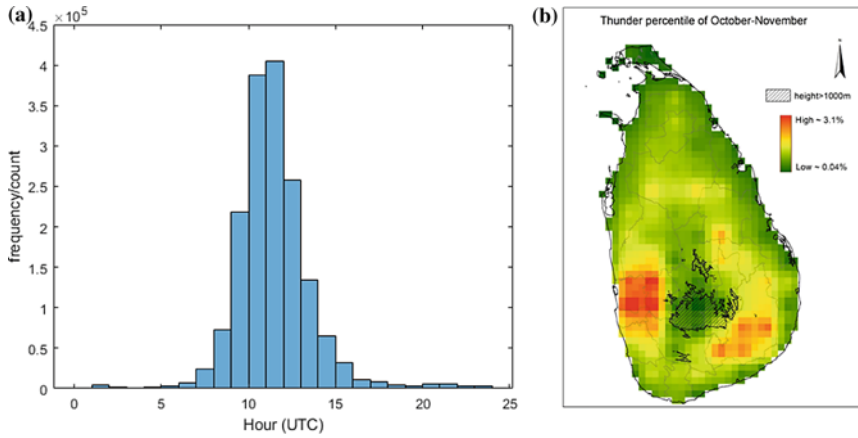 (a)
×10⁵
4.5
4
3.5
3
2.5
2
1.5
1
0.5
0
frequency/count
0 5 10 15 20 25
Hour (UTC)
(b)
Thunder percentile of October-November
N
height>1000m
High ~ 3.1%
Low ~ 0.04%